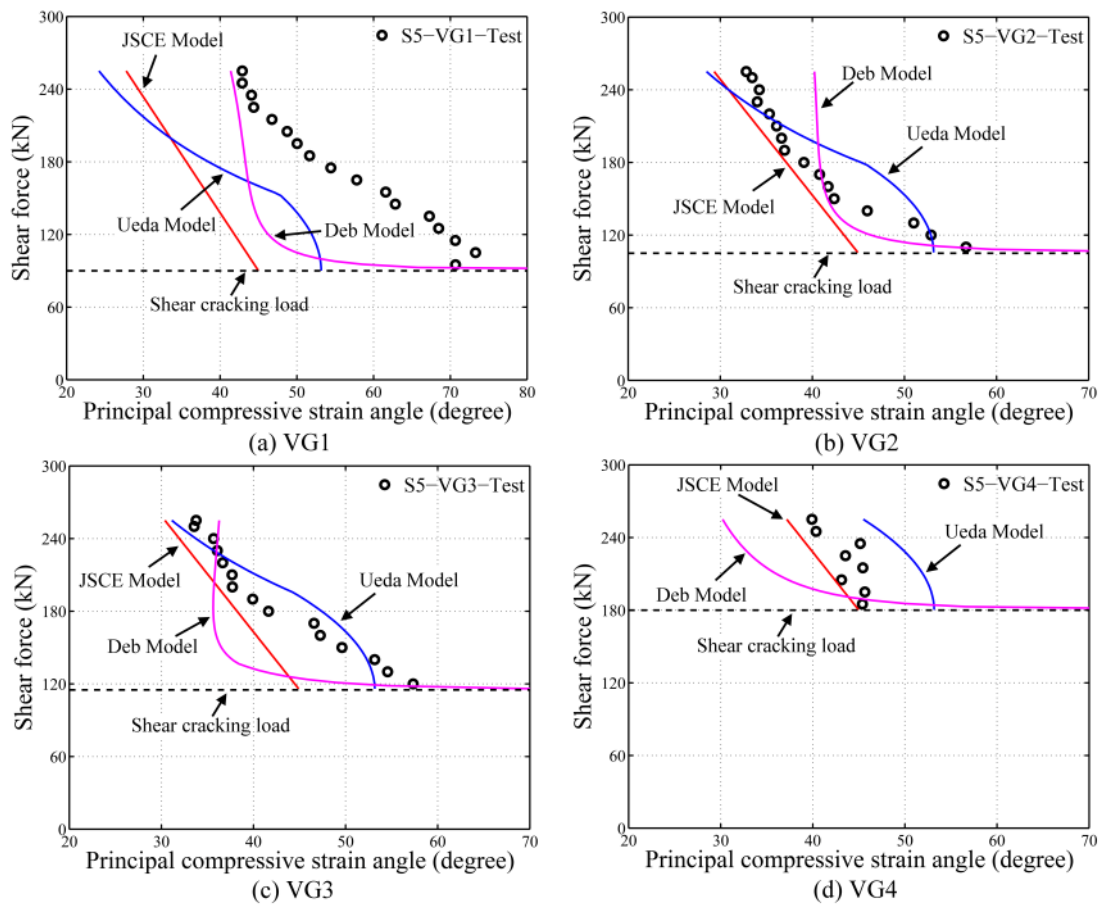 300
240
180
120
60
0
Shear force (kN)
JSCE Model
S5-VG1-Test
Ueda Model
Deb Model
Shear cracking load
20 30 40 50 60 70 80
Principal compressive strain angle (degree)
(a) VG1
300
240
180
120
60
0
Shear force (kN)
S5-VG2-Test
Deb Model
Ueda Model
JSCE Model
Shear cracking load
20 30 40 50 60 70
Principal compressive strain angle (degree)
(b) VG2
300
240
180
120
60
0
Shear force (kN)
S5-VG3-Test
JSCE Model
Ueda Model
Deb Model
Shear cracking load
20 30 40 50 60 70
Principal compressive strain angle (degree)
(c) VG3
300
240
180
120
60
0
Shear force (kN)
JSCE Model
S5-VG4-Test
Ueda Model
Deb Model
Shear cracking load
20 30 40 50 60 70
Principal compressive strain angle (degree)
(d) VG4